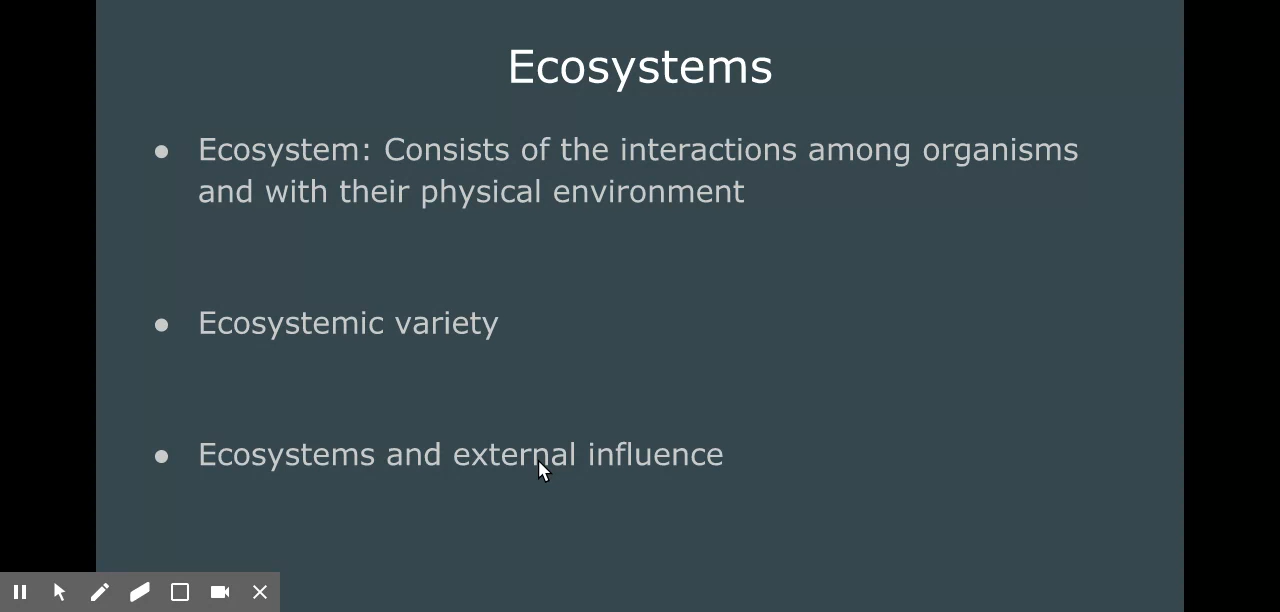 Ecosystems
● Ecosystem: Consists of the interactions among organisms
and with their physical environment
● Ecosystemic variety
● Ecosystems and external influence